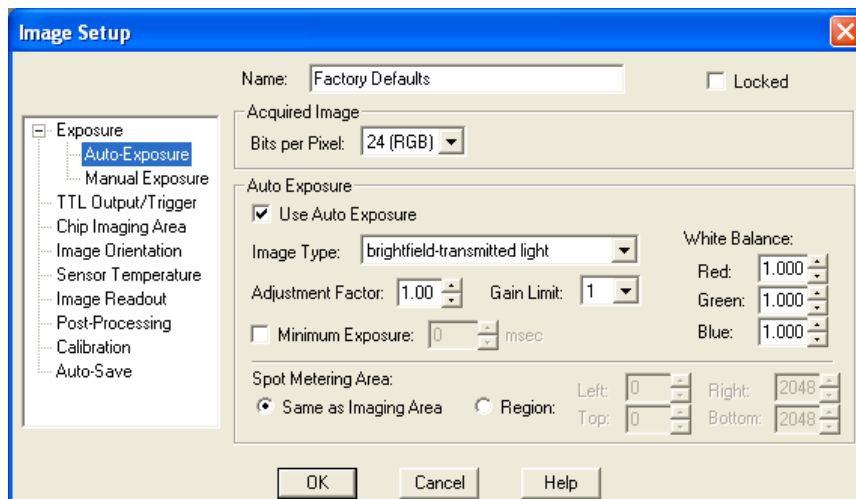 Image Setup
Name: Factory Defaults Locked
Exposure
Auto-Exposure
Manual Exposure
TTL Output/Trigger
Chip Imaging Area
Image Orientation
Sensor Temperature
Image Readout
Post-Processing
Calibration
Auto-Save
Acquired Image
Bits per Pixel: 24 (RGB)
Auto Exposure
Use Auto Exposure
Image Type: brightfield-transmitted light
Adjustment Factor: 1.00 Gain Limit: 1
Minimum Exposure: 0 msec
White Balance:
Red: 1.000
Green: 1.000
Blue: 1.000
Spot Metering Area:
Same as Imaging Area Region:
Left: 0 Right: 2048
Top: 0 Bottom: 2048
OK Cancel Help